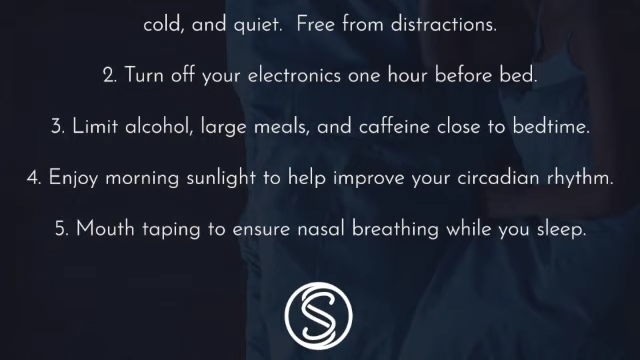 cold, and quiet.  Free from distractions.
2. Turn off your electronics one hour before bed.
3. Limit alcohol, large meals, and caffeine close to bedtime.
4. Enjoy morning sunlight to help improve your circadian rhythm.
5. Mouth taping to ensure nasal breathing while you sleep.
S